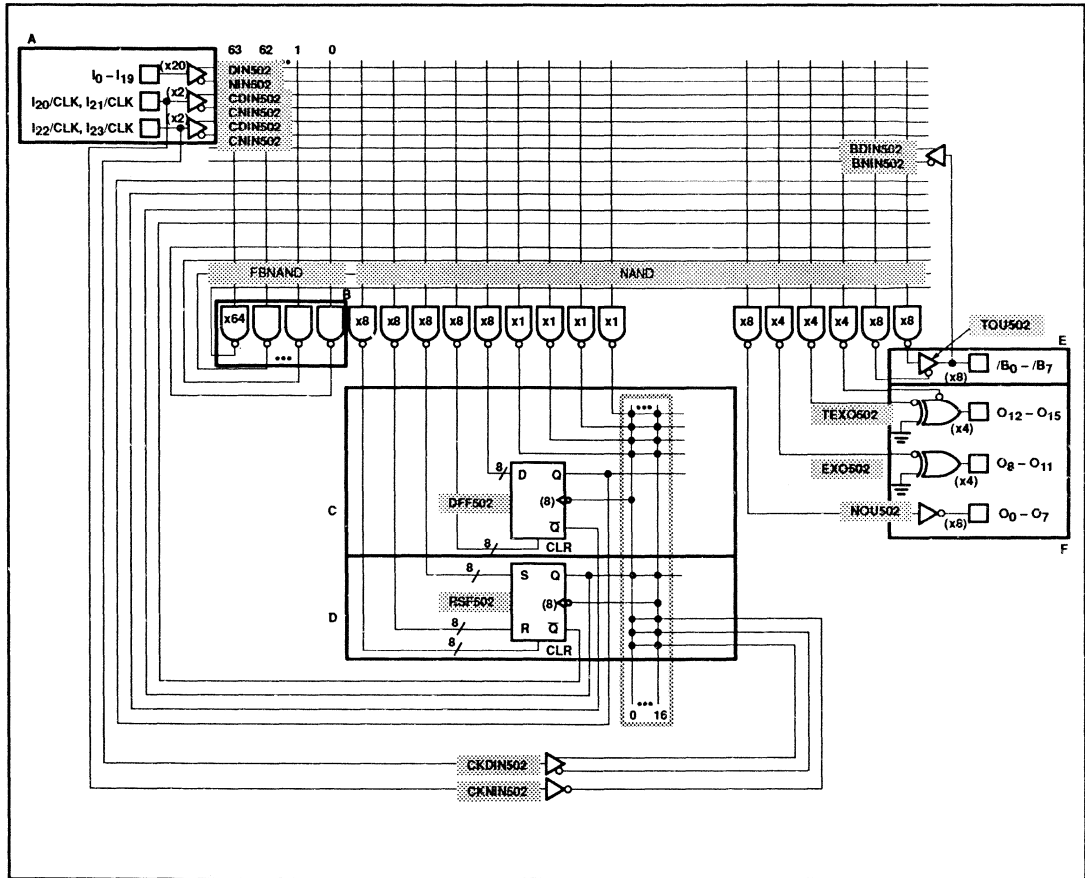 A
63 62 1 0
I0 – I19 (x20)
DIN502
NIN502
I20/CLK, I21/CLK (x2)
CDIN502
CNIN502
I22/CLK, I23/CLK (x2)
CDIN502
CNIN502
BDIN502
BNIN502
FBNAND
NAND
B
x64 x8 x8 x8 x8 x8 x1 x1 x1 x1 x8 x4 x4 x4 x8 x8
...
TOU502
E
/B0 – /B7
(x8)
TEXO502
O12 – O15
(x4)
EXO502
O8 – O11
(x4)
NOU502
O0 – O7
(x8)
F
...
C
8 D Q
DFF502
(8)
Q
8 CLR
D
8 S Q
RSF502
(8)
8 R Q
8 CLR
...
0 16
CKDIN502
CKNIN502